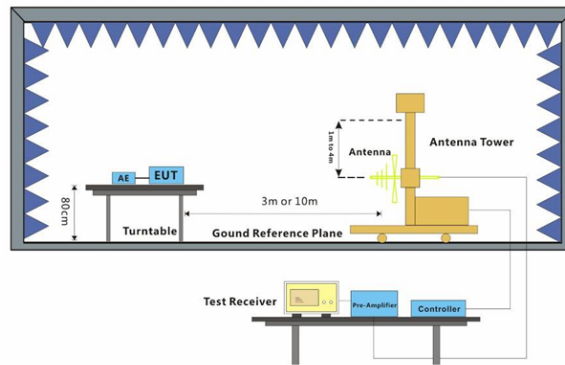 1m to 4m
Antenna
Antenna Tower
AE
EUT
3m or 10m
80cm
Turntable
Gound Reference Plane
Test Receiver
Pre-Amplifier
Controller